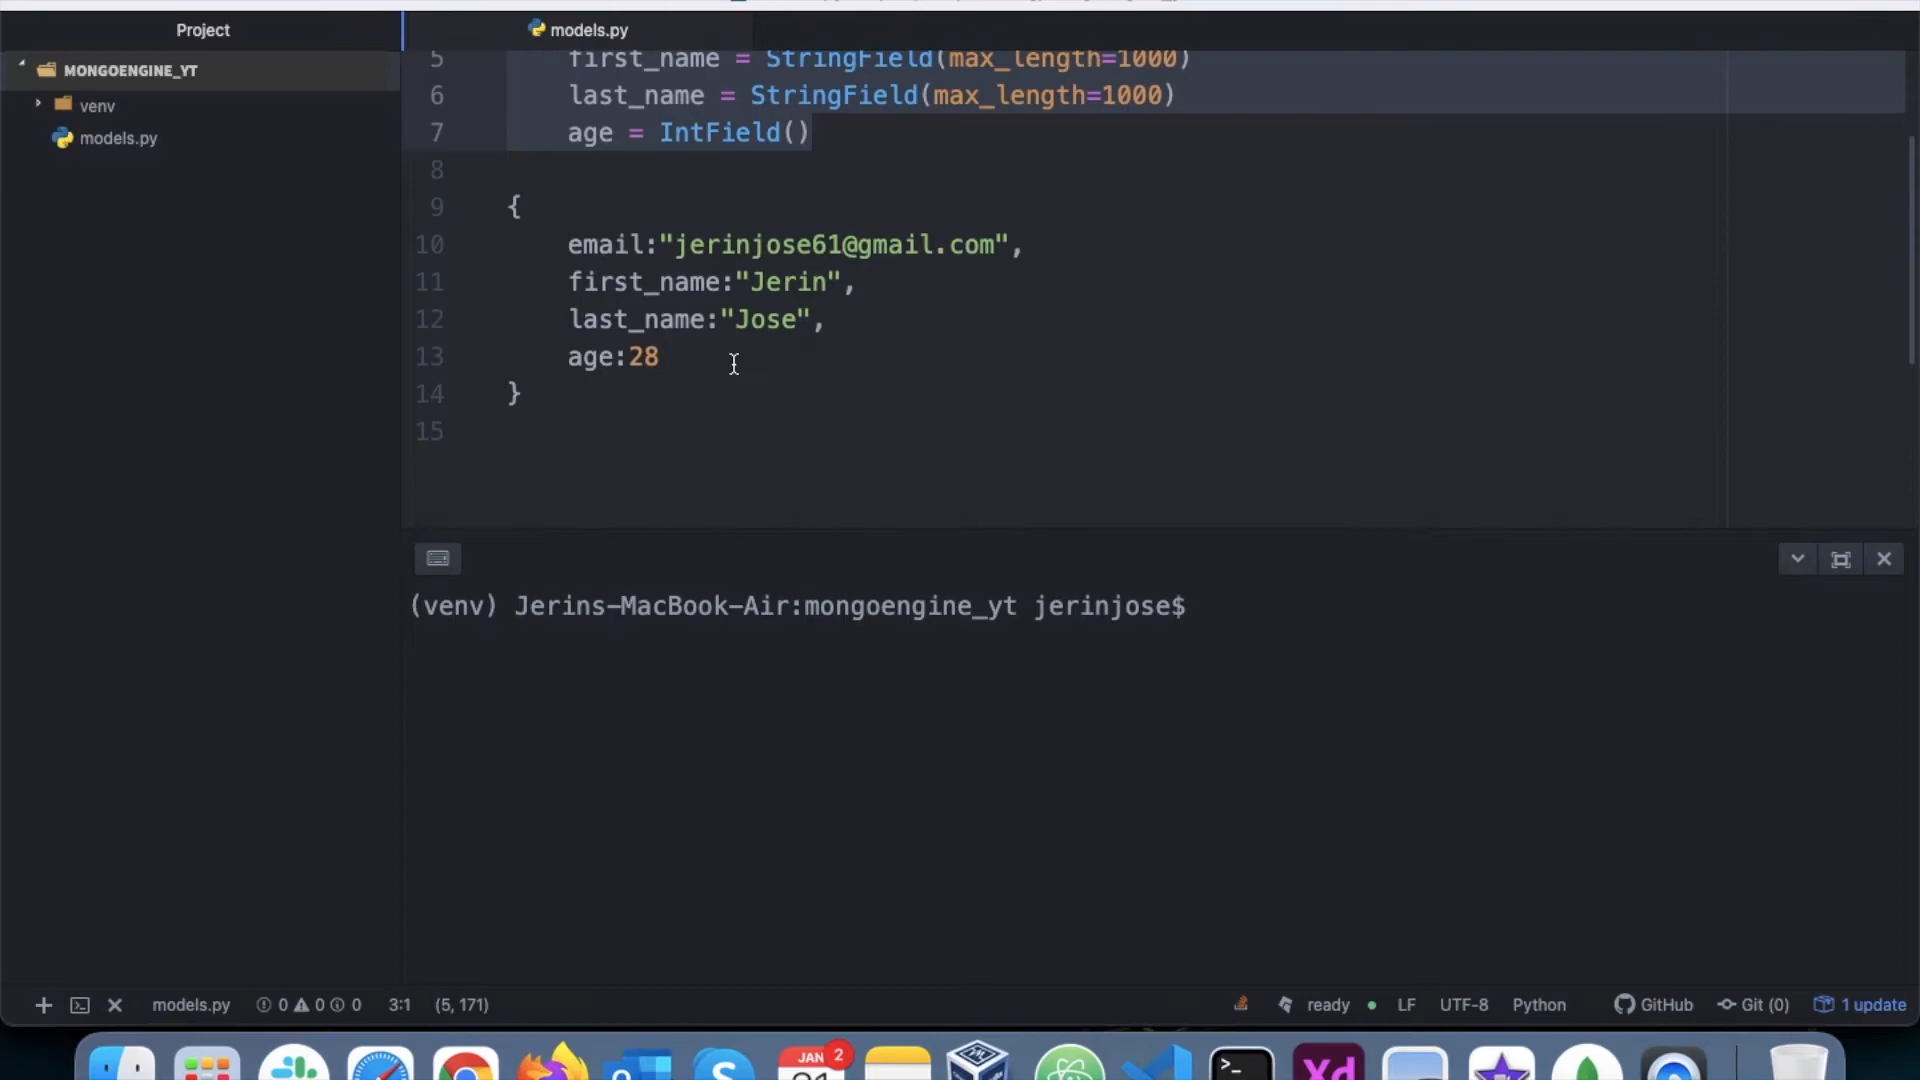 Project
models.py
MONGOENGINE_YT
venv
models.py
5 first_name = StringField(max_length=1000)
6 last_name = StringField(max_length=1000)
7 age = IntField()
8
9 {
10 email:"jerinjose61@gmail.com",
11 first_name:"Jerin",
12 last_name:"Jose",
13 age:28
14 }
15
(venv) Jerins-MacBook-Air:mongoengine_yt jerinjose$
models.py 0 0 0 3:1 (5, 171) ready LF UTF-8 Python GitHub Git (0) 1 update
JAN 2
Xd